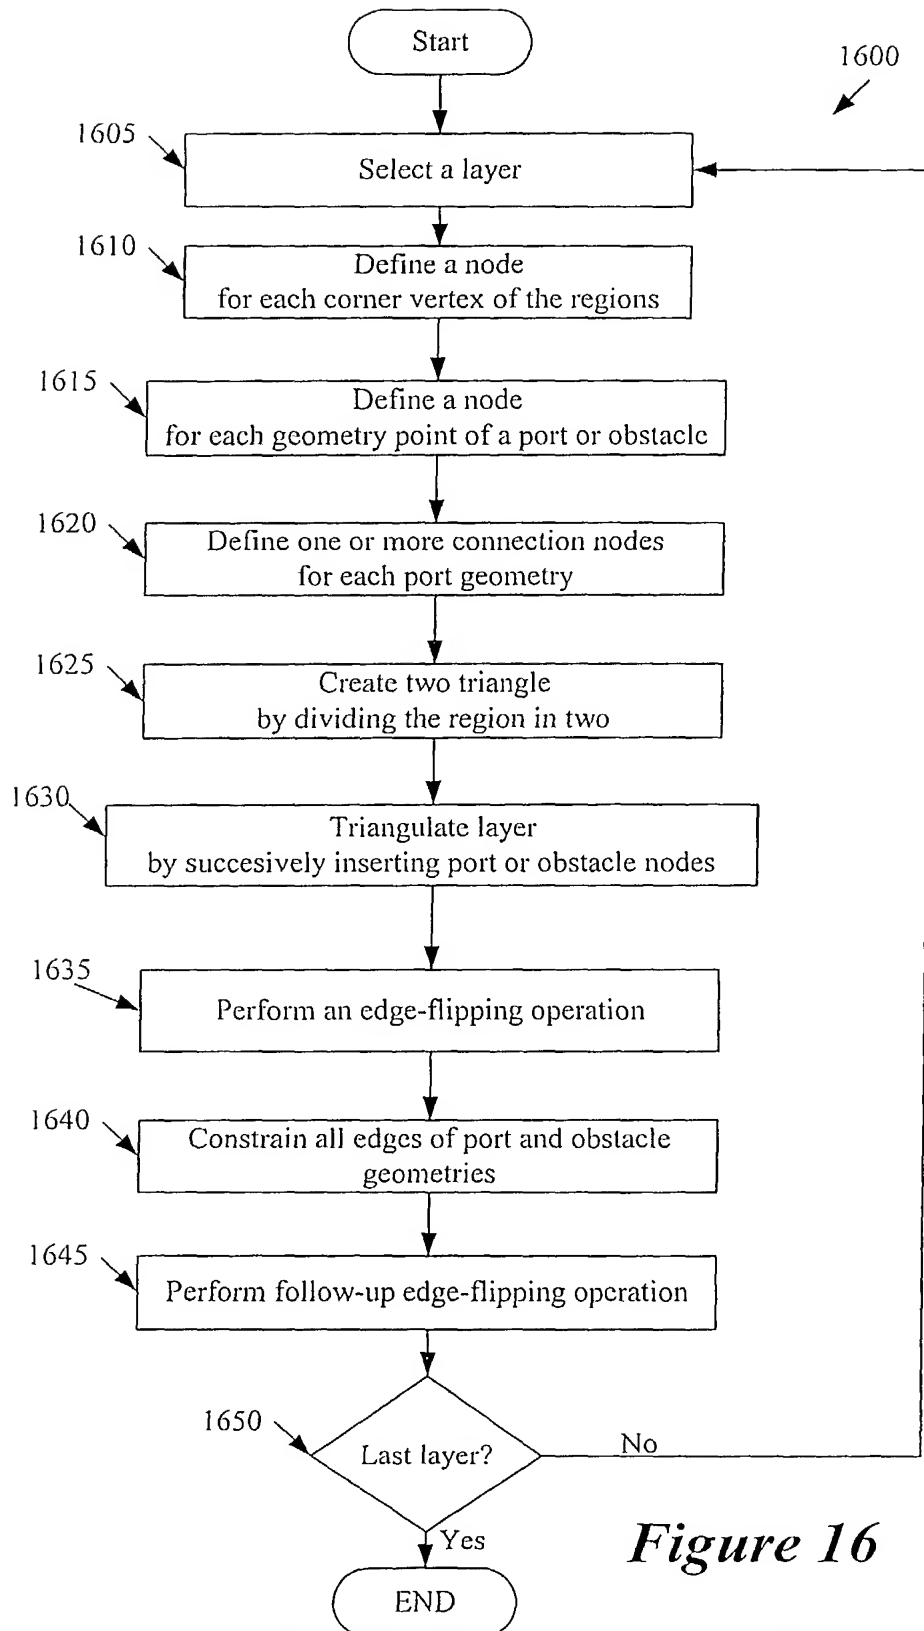 Start
1600
1605
Select a layer
1610
Define a node
for each corner vertex of the regions
1615
Define a node
for each geometry point of a port or obstacle
1620
Define one or more connection nodes
for each port geometry
1625
Create two triangle
by dividing the region in two
1630
Triangulate layer
by succesively inserting port or obstacle nodes
1635
Perform an edge-flipping operation
1640
Constrain all edges of port and obstacle
geometries
1645
Perform follow-up edge-flipping operation
1650
Last layer?
No
Yes
END
Figure 16